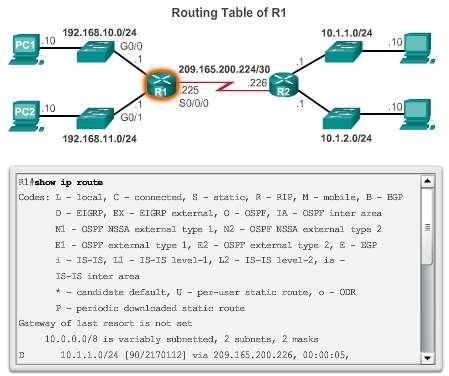 Routing Table of R1
192.168.10.0/24
10.1.1.0/24
PC1
.10
G0/0
.1
.10
209.165.200.224/30
.1
R1
.225
S0/0/0
.226
R2
.1
PC2
.10
.1
G0/1
192.168.11.0/24
.10
10.1.2.0/24
R1#show ip route
Codes: L - local, C - connected, S - static, R - RIP, M - mobile, B - BGP
D - EIGRP, EX - EIGRP external, O - OSPF, IA - OSPF inter area
N1 - OSPF NSSA external type 1, N2 - OSPF NSSA external type 2
E1 - OSPF external type 1, E2 - OSPF external type 2, E - EGP
i - IS-IS, L1 - IS-IS level-1, L2 - IS-IS level-2, ia -
IS-IS inter area
* - candidate default, U - per-user static route, o - ODR
P - periodic downloaded static route
Gateway of last resort is not set
10.0.0.0/8 is variably subnetted, 2 subnets, 2 masks
D 10.1.1.0/24 [90/2170112] via 209.165.200.226, 00:00:05,